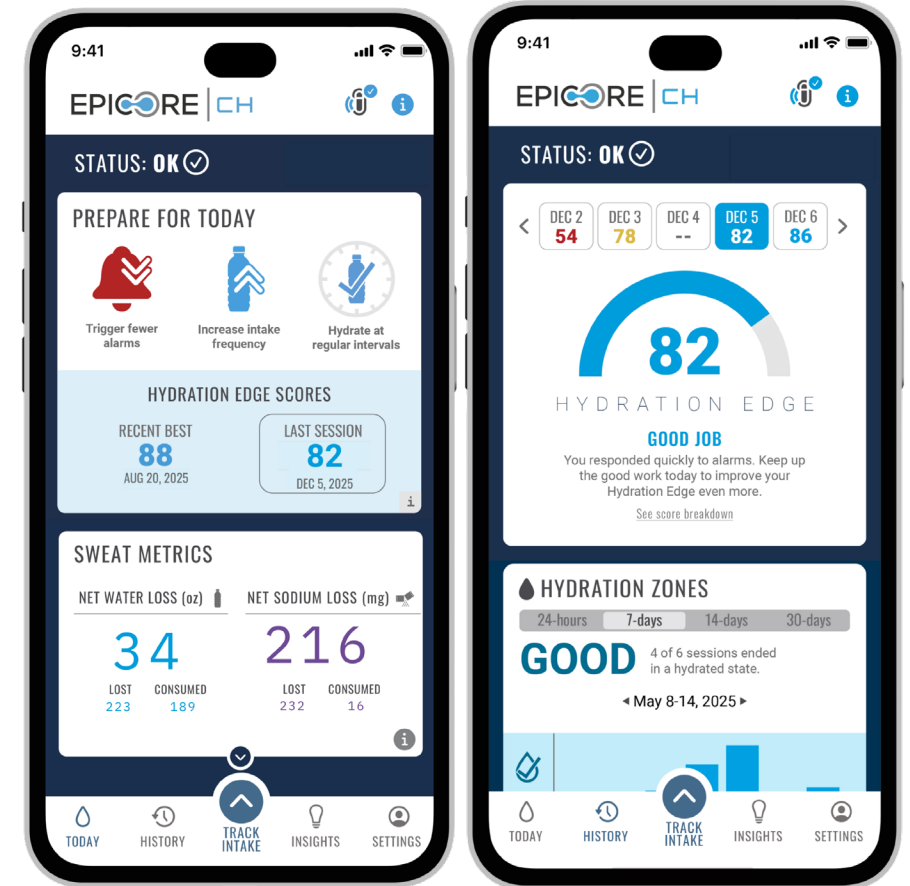 9:41
EPICORE | CH
i
STATUS: OK
PREPARE FOR TODAY
Trigger fewer
alarms
Increase intake
frequency
Hydrate at
regular intervals
HYDRATION EDGE SCORES
RECENT BEST
88
AUG 20, 2025
LAST SESSION
82
DEC 5, 2025
i
SWEAT METRICS
NET WATER LOSS (oz)
34
LOST CONSUMED
223 189
NET SODIUM LOSS (mg)
216
LOST CONSUMED
232 16
i
TODAY
HISTORY
TRACK
INTAKE
INSIGHTS
SETTINGS
9:41
EPICORE | CH
i
STATUS: OK
DEC 2
54
DEC 3
78
DEC 4
--
DEC 5
82
DEC 6
86
82
HYDRATION EDGE
GOOD JOB
You responded quickly to alarms. Keep up
the good work today to improve your
Hydration Edge even more.
See score breakdown
HYDRATION ZONES
24-hours 7-days 14-days 30-days
GOOD
4 of 6 sessions ended
in a hydrated state.
May 8-14, 2025
TODAY
HISTORY
TRACK
INTAKE
INSIGHTS
SETTINGS